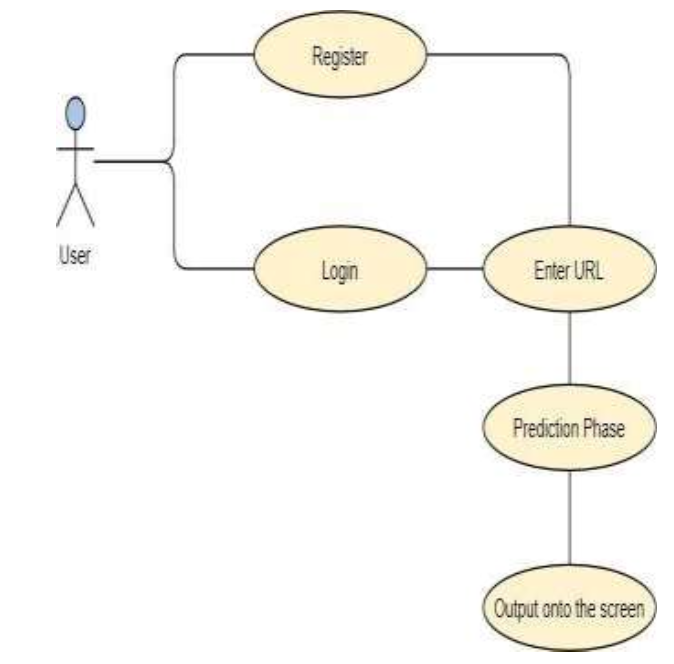 Register
User
Login
Enter URL
Prediction Phase
Output onto the screen